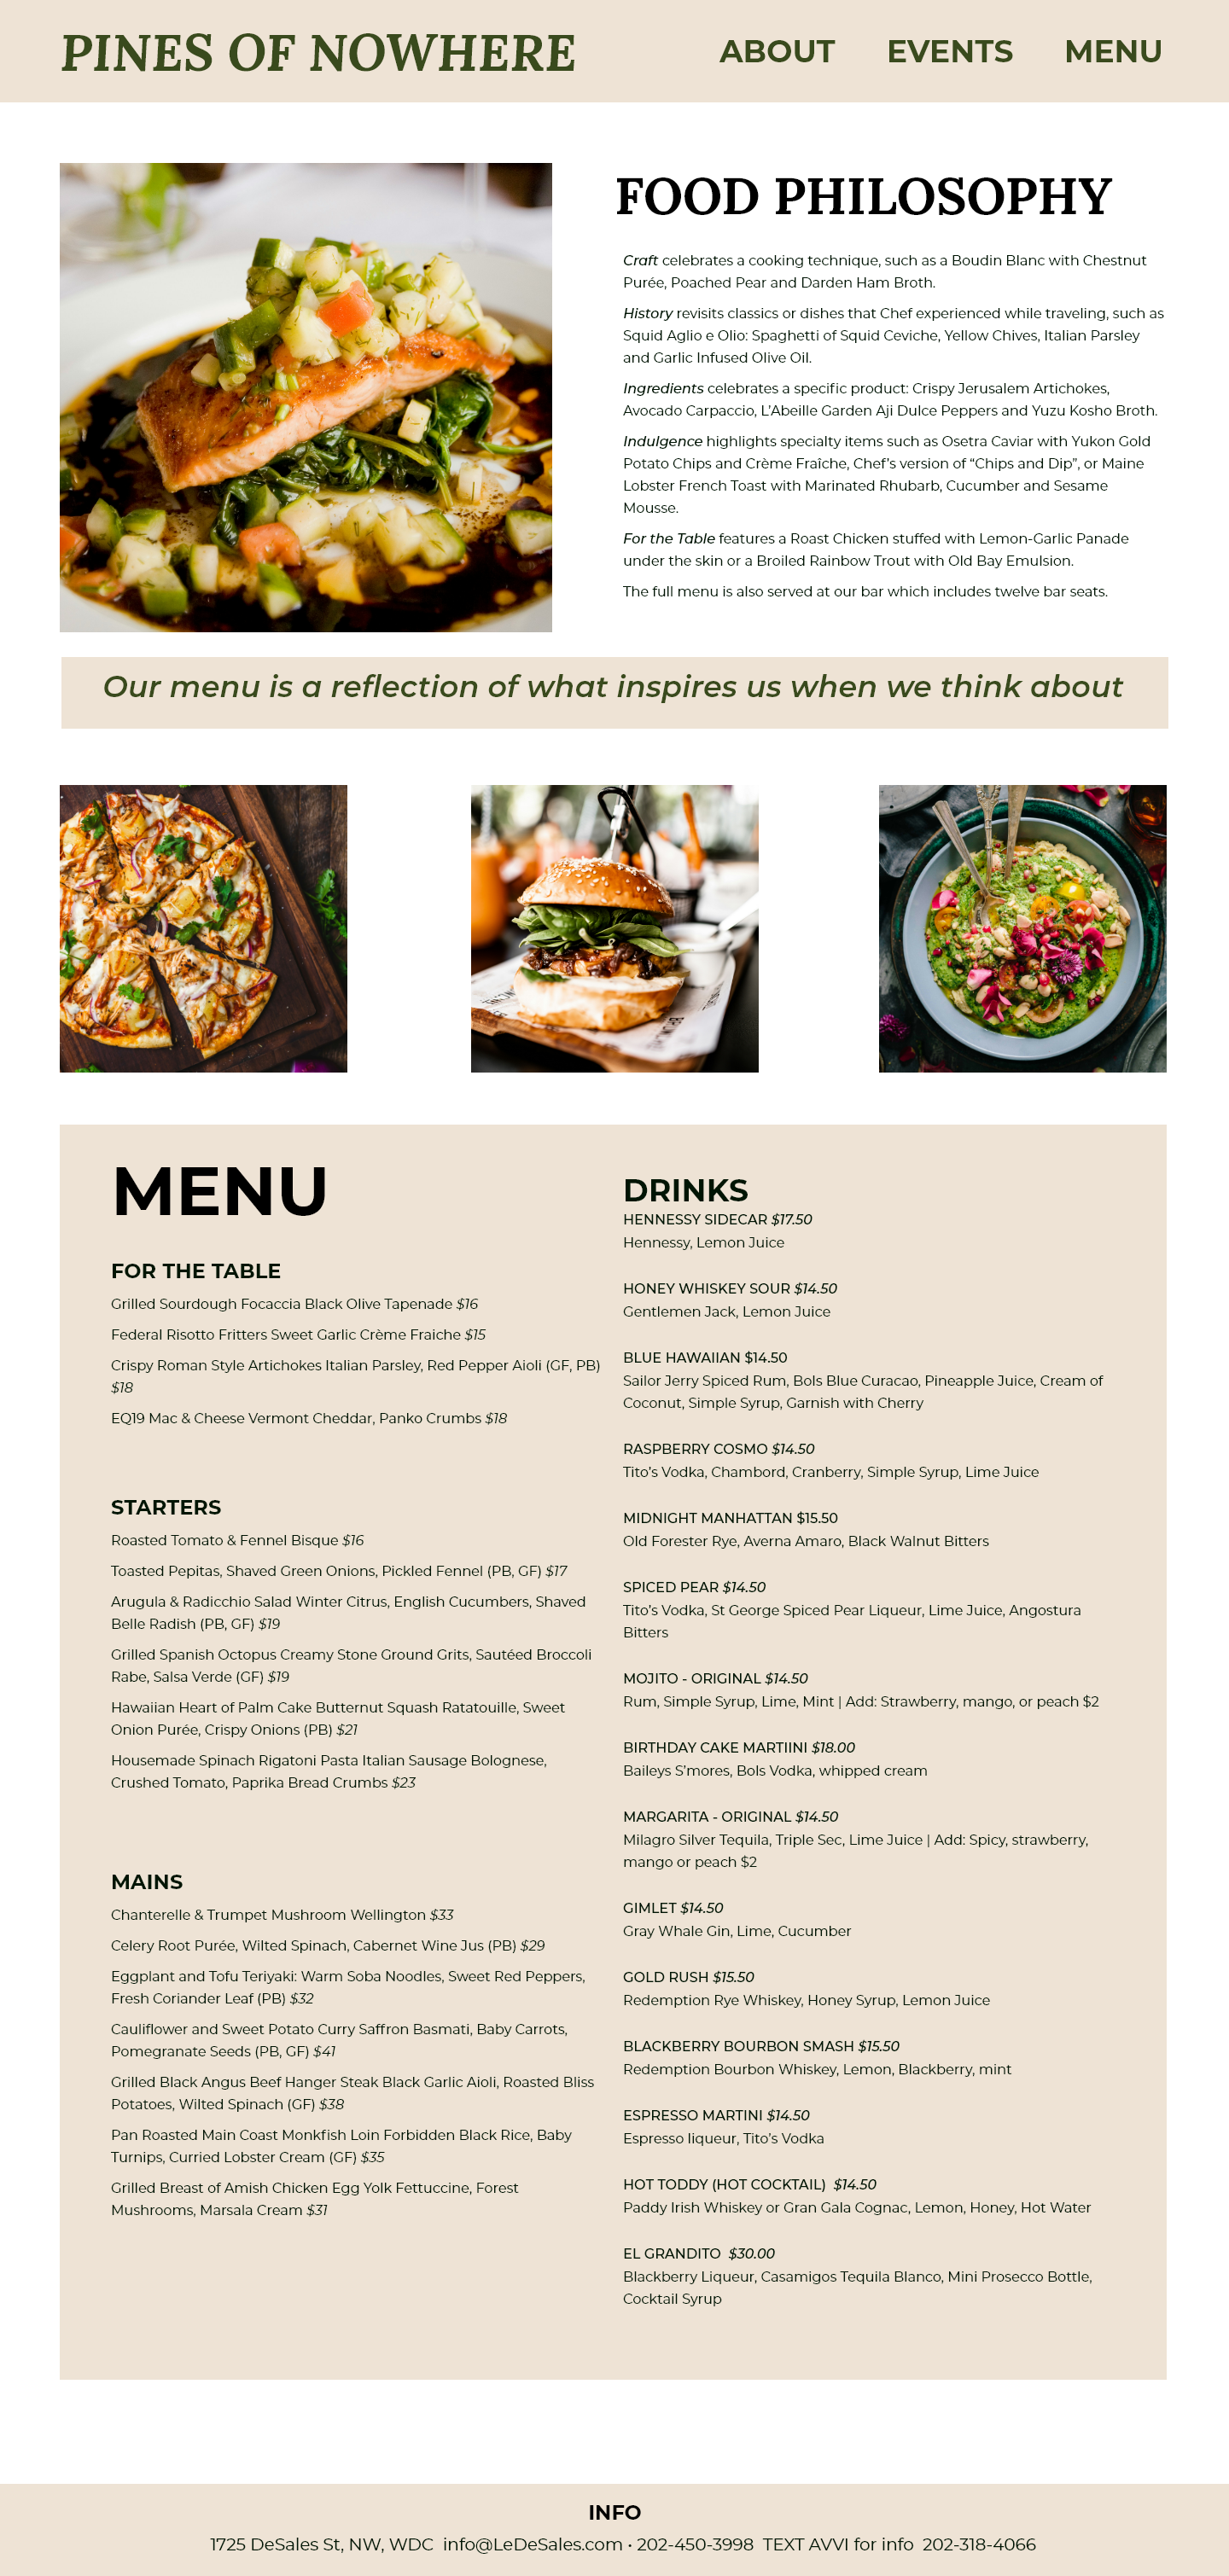 PINES OF NOWHERE
ABOUT EVENTS MENU
FOOD PHILOSOPHY
Craft celebrates a cooking technique, such as a Boudin Blanc with Chestnut
Purée, Poached Pear and Darden Ham Broth.
History revisits classics or dishes that Chef experienced while traveling, such as
Squid Aglio e Olio: Spaghetti of Squid Ceviche, Yellow Chives, Italian Parsley
and Garlic Infused Olive Oil.
Ingredients celebrates a specific product: Crispy Jerusalem Artichokes,
Avocado Carpaccio, L’Abeille Garden Aji Dulce Peppers and Yuzu Kosho Broth.
Indulgence highlights specialty items such as Osetra Caviar with Yukon Gold
Potato Chips and Crème Fraîche, Chef’s version of “Chips and Dip”, or Maine
Lobster French Toast with Marinated Rhubarb, Cucumber and Sesame
Mousse.
For the Table features a Roast Chicken stuffed with Lemon-Garlic Panade
under the skin or a Broiled Rainbow Trout with Old Bay Emulsion.
The full menu is also served at our bar which includes twelve bar seats.
Our menu is a reflection of what inspires us when we think about
MENU
FOR THE TABLE
Grilled Sourdough Focaccia Black Olive Tapenade $16
Federal Risotto Fritters Sweet Garlic Crème Fraiche $15
Crispy Roman Style Artichokes Italian Parsley, Red Pepper Aioli (GF, PB)
$18
EQ19 Mac & Cheese Vermont Cheddar, Panko Crumbs $18
STARTERS
Roasted Tomato & Fennel Bisque $16
Toasted Pepitas, Shaved Green Onions, Pickled Fennel (PB, GF) $17
Arugula & Radicchio Salad Winter Citrus, English Cucumbers, Shaved
Belle Radish (PB, GF) $19
Grilled Spanish Octopus Creamy Stone Ground Grits, Sautéed Broccoli
Rabe, Salsa Verde (GF) $19
Hawaiian Heart of Palm Cake Butternut Squash Ratatouille, Sweet
Onion Purée, Crispy Onions (PB) $21
Housemade Spinach Rigatoni Pasta Italian Sausage Bolognese,
Crushed Tomato, Paprika Bread Crumbs $23
MAINS
Chanterelle & Trumpet Mushroom Wellington $33
Celery Root Purée, Wilted Spinach, Cabernet Wine Jus (PB) $29
Eggplant and Tofu Teriyaki: Warm Soba Noodles, Sweet Red Peppers,
Fresh Coriander Leaf (PB) $32
Cauliflower and Sweet Potato Curry Saffron Basmati, Baby Carrots,
Pomegranate Seeds (PB, GF) $41
Grilled Black Angus Beef Hanger Steak Black Garlic Aioli, Roasted Bliss
Potatoes, Wilted Spinach (GF) $38
Pan Roasted Main Coast Monkfish Loin Forbidden Black Rice, Baby
Turnips, Curried Lobster Cream (GF) $35
Grilled Breast of Amish Chicken Egg Yolk Fettuccine, Forest
Mushrooms, Marsala Cream $31
DRINKS
HENNESSY SIDECAR $17.50
Hennessy, Lemon Juice
HONEY WHISKEY SOUR $14.50
Gentlemen Jack, Lemon Juice
BLUE HAWAIIAN $14.50
Sailor Jerry Spiced Rum, Bols Blue Curacao, Pineapple Juice, Cream of
Coconut, Simple Syrup, Garnish with Cherry
RASPBERRY COSMO $14.50
Tito’s Vodka, Chambord, Cranberry, Simple Syrup, Lime Juice
MIDNIGHT MANHATTAN $15.50
Old Forester Rye, Averna Amaro, Black Walnut Bitters
SPICED PEAR $14.50
Tito’s Vodka, St George Spiced Pear Liqueur, Lime Juice, Angostura
Bitters
MOJITO - ORIGINAL $14.50
Rum, Simple Syrup, Lime, Mint | Add: Strawberry, mango, or peach $2
BIRTHDAY CAKE MARTIINI $18.00
Baileys S’mores, Bols Vodka, whipped cream
MARGARITA - ORIGINAL $14.50
Milagro Silver Tequila, Triple Sec, Lime Juice | Add: Spicy, strawberry,
mango or peach $2
GIMLET $14.50
Gray Whale Gin, Lime, Cucumber
GOLD RUSH $15.50
Redemption Rye Whiskey, Honey Syrup, Lemon Juice
BLACKBERRY BOURBON SMASH $15.50
Redemption Bourbon Whiskey, Lemon, Blackberry, mint
ESPRESSO MARTINI $14.50
Espresso liqueur, Tito’s Vodka
HOT TODDY (HOT COCKTAIL) $14.50
Paddy Irish Whiskey or Gran Gala Cognac, Lemon, Honey, Hot Water
EL GRANDITO $30.00
Blackberry Liqueur, Casamigos Tequila Blanco, Mini Prosecco Bottle,
Cocktail Syrup
INFO
1725 DeSales St, NW, WDC info@LeDeSales.com • 202-450-3998 TEXT AVVI for info 202-318-4066